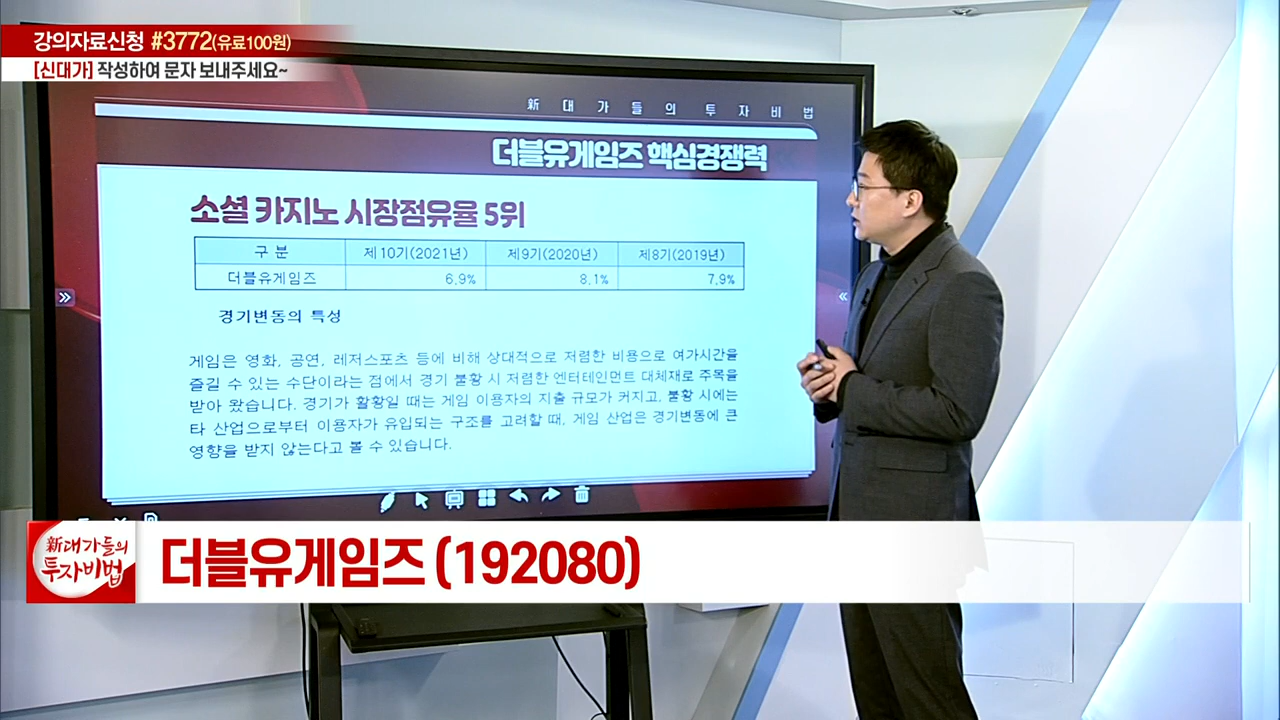 강의자료신청 #3772(유료100원)
[신대가] 작성하여 문자 보내주세요~
新 대 가 들 의 투 자 비 법
더블유게임즈 핵심경쟁력
소셜 카지노 시장점유율 5위
구 분 제10기(2021년) 제9기(2020년) 제8기(2019년)
더블유게임즈 6.9% 8.1% 7.9%
경기변동의 특성
게임은 영화, 공연, 레저스포츠 등에 비해 상대적으로 저렴한 비용으로 여가시간을
즐길 수 있는 수단이라는 점에서 경기 불황 시 저렴한 엔터테인먼트 대체재로 주목을
받아 왔습니다. 경기가 활황일 때는 게임 이용자의 지출 규모가 커지고, 불황 시에는
타 산업으로부터 이용자가 유입되는 구조를 고려할 때, 게임 산업은 경기변동에 큰
영향을 받지 않는다고 볼 수 있습니다.
新대가들의
투자비법
더블유게임즈 (192080)